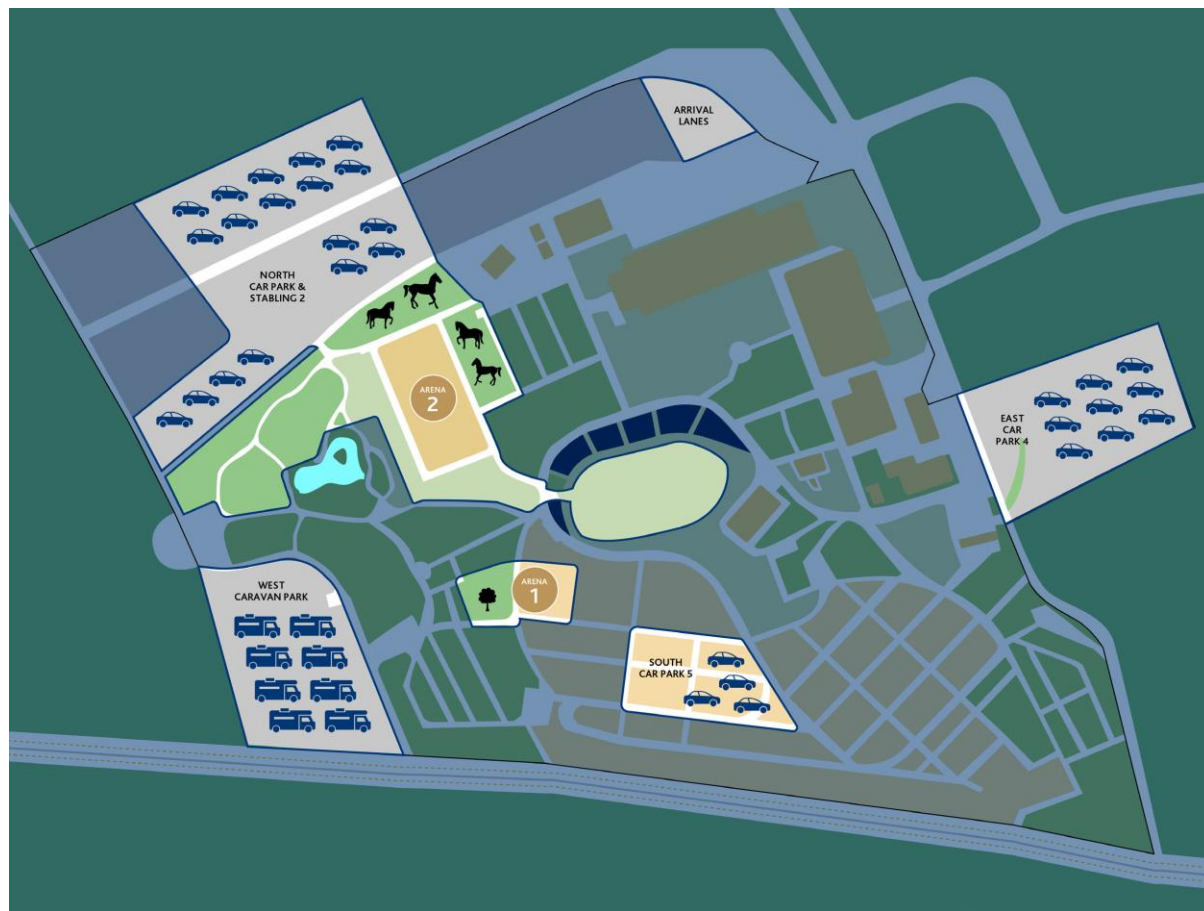 ARRIVAL
LANES
NORTH
CAR PARK &
STABLING 2
ARENA
2
EAST
CAR
PARK 4
WEST
CARAVAN PARK
ARENA
1
SOUTH
CAR PARK 5